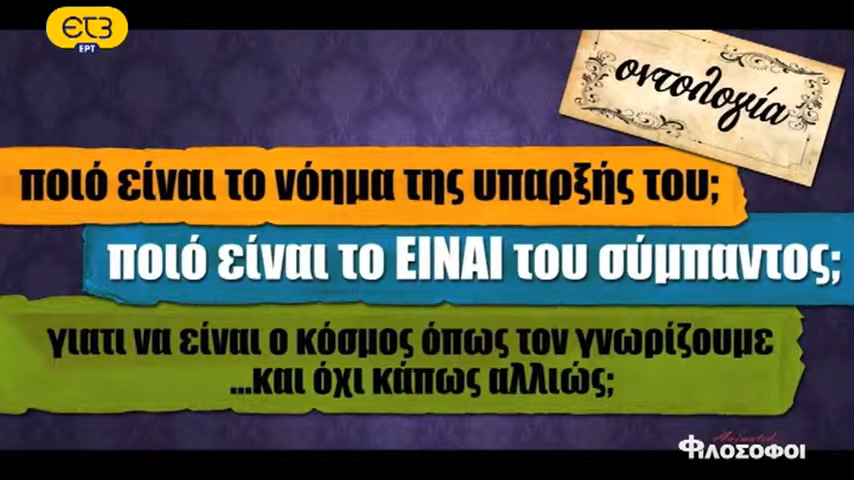 ετ3
ΕΡΤ
οντολογία
ποιό είναι το νόημα της υπαρξής του;
ποιό είναι το ΕΙΝΑΙ του σύμπαντος;
γιατι να είναι ο κόσμος όπως τον γνωρίζουμε
...και όχι κάπως αλλιώς;
Animated
ΦΙΛΟΣΟΦΟΙ